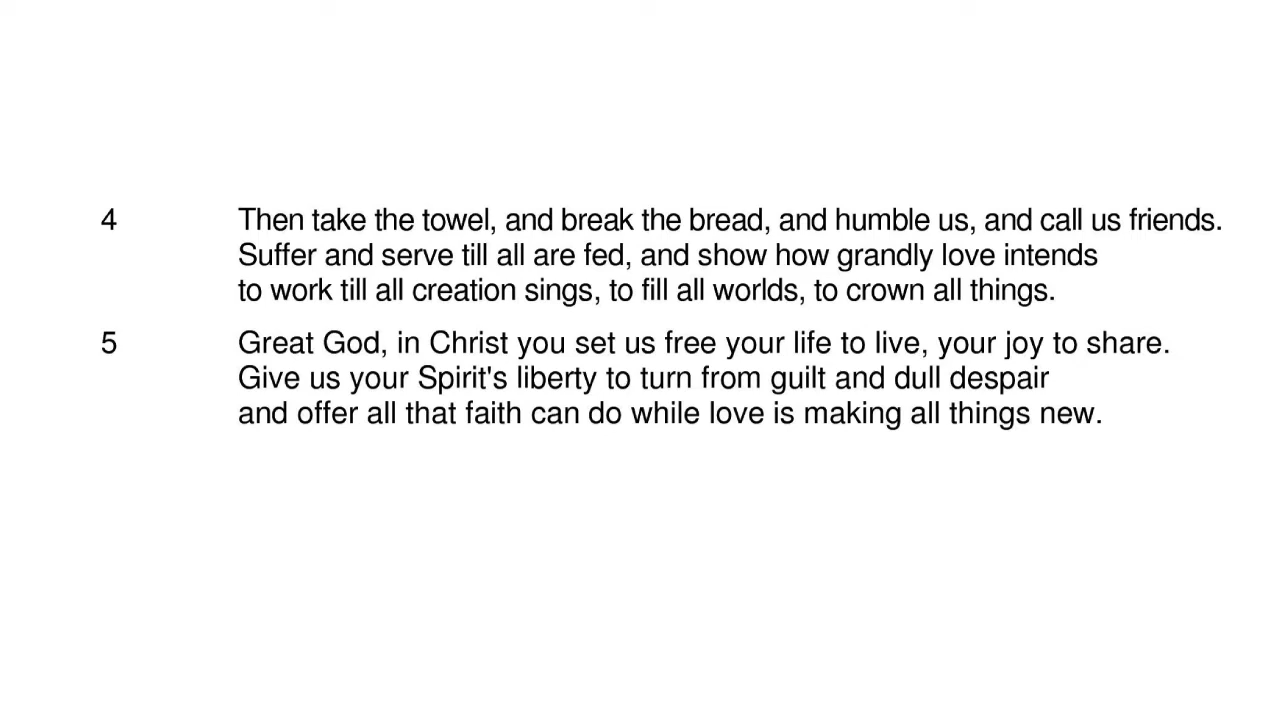 4 Then take the towel, and break the bread, and humble us, and call us friends.
Suffer and serve till all are fed, and show how grandly love intends
to work till all creation sings, to fill all worlds, to crown all things.
5 Great God, in Christ you set us free your life to live, your joy to share.
Give us your Spirit's liberty to turn from guilt and dull despair
and offer all that faith can do while love is making all things new.